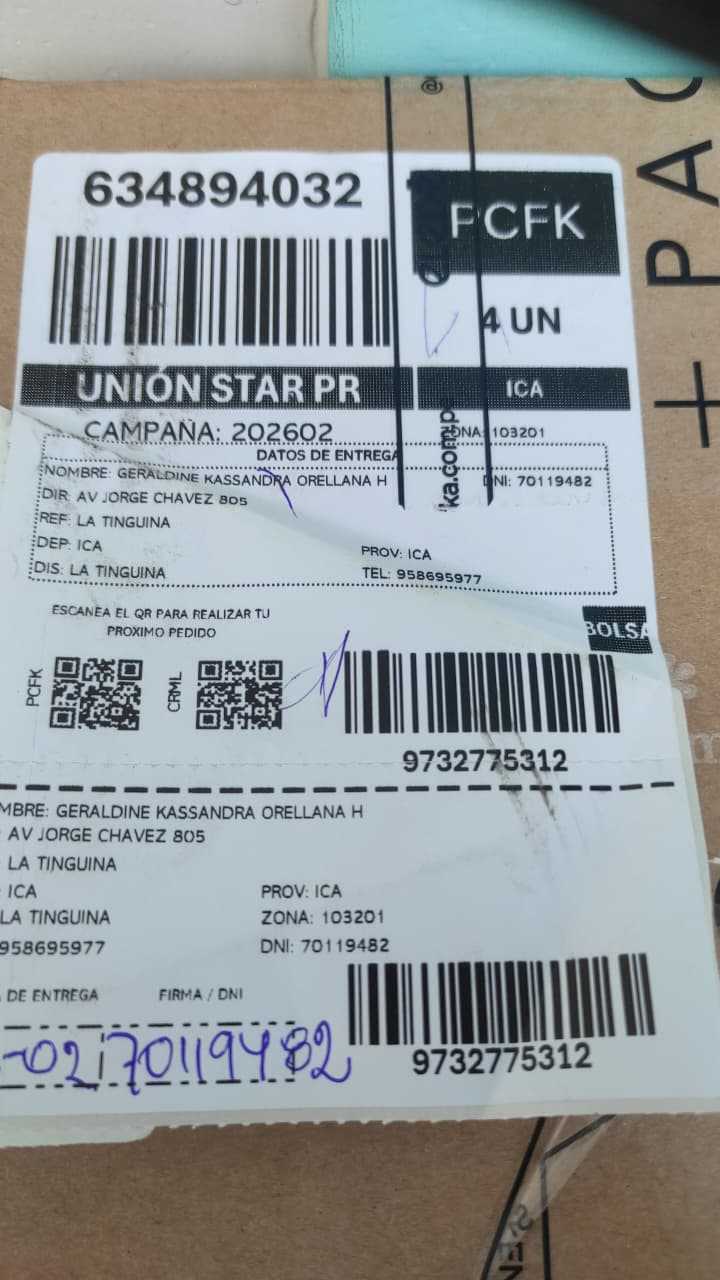 634894032
PCFK
4 UN
UNIÓN STAR PR
ICA
CAMPAÑA: 202602
ZONA: 103201
DATOS DE ENTREGA
NOMBRE: GERALDINE KASSANDRA ORELLANA H
DNI: 70119482
DIR: AV JORGE CHAVEZ 805
REF: LA TINGUINA
DEP: ICA
PROV: ICA
DIS: LA TINGUINA
TEL: 958695977
ka.com.p
ESCANEA EL QR PARA REALIZAR TU
PROXIMO PEDIDO
BOLSA
PCFK
CRML
9732775312
MBRE: GERALDINE KASSANDRA ORELLANA H
AV JORGE CHAVEZ 805
LA TINGUINA
: ICA
PROV: ICA
LA TINGUINA
ZONA: 103201
958695977
DNI: 70119482
DE ENTREGA
FIRMA / DNI
-02 70119482
9732775312
+ PAC